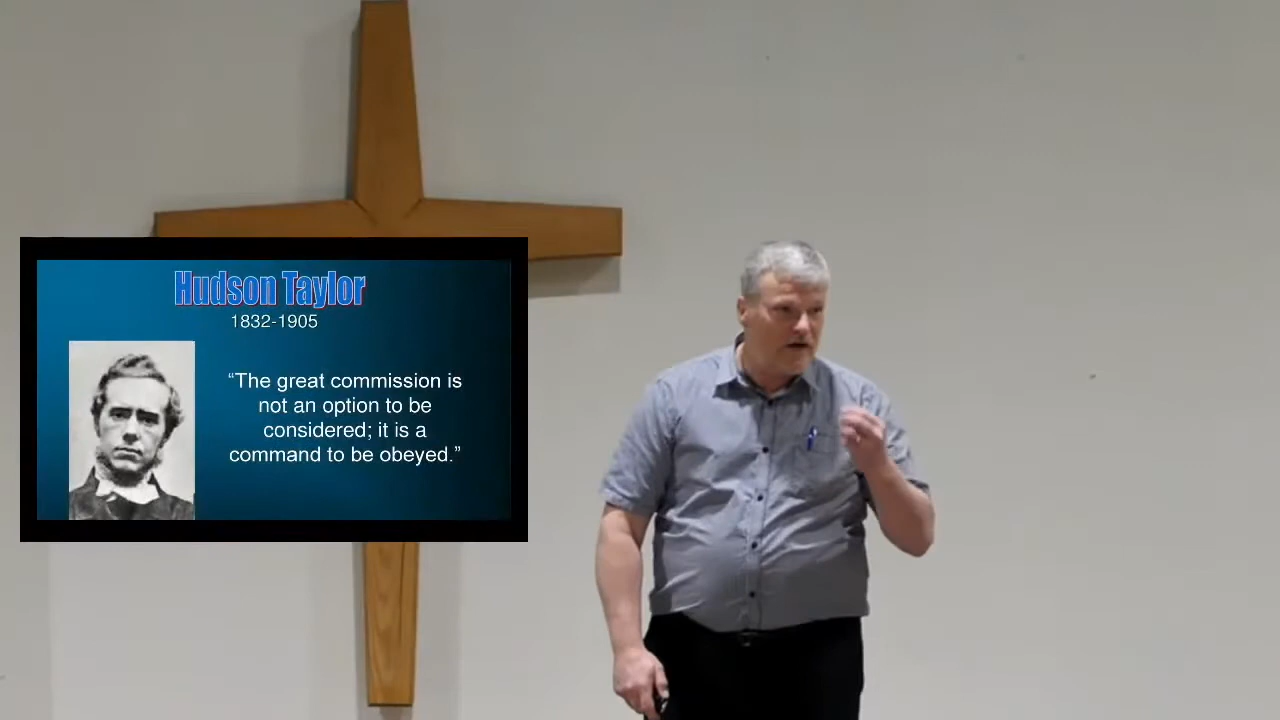 Hudson Taylor
1832-1905
“The great commission is
not an option to be
considered; it is a
command to be obeyed.”